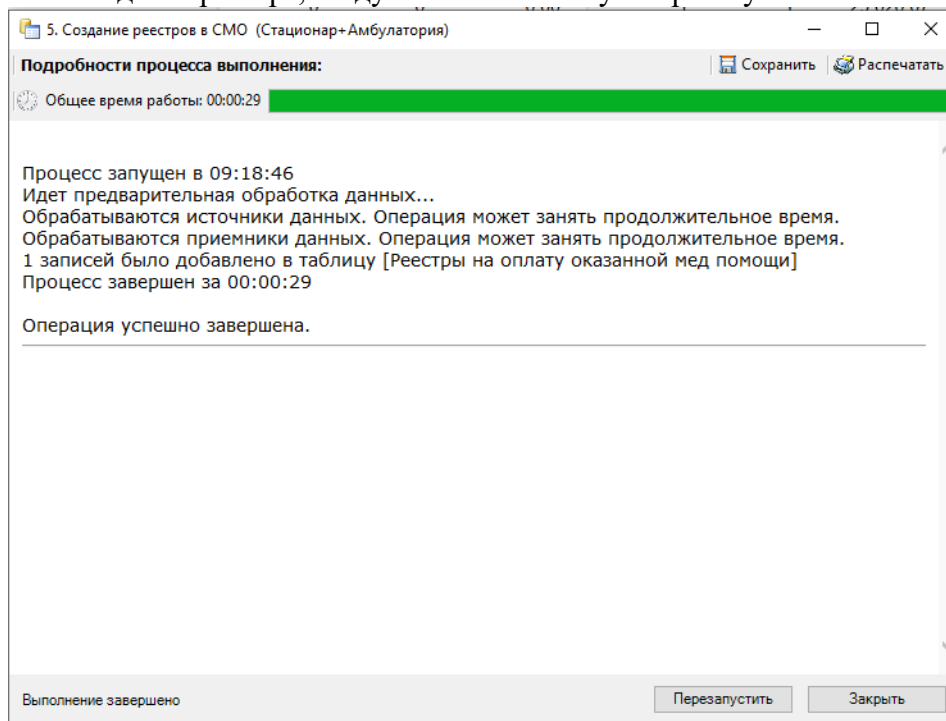 5. Создание реестров в СМО (Стационар+Амбулатория)
Подробности процесса выполнения:
Сохранить
Распечатать
Общее время работы: 00:00:29
Процесс запущен в 09:18:46
Идет предварительная обработка данных...
Обрабатываются источники данных. Операция может занять продолжительное время.
Обрабатываются приемники данных. Операция может занять продолжительное время.
1 записей было добавлено в таблицу [Реестры на оплату оказанной мед помощи]
Процесс завершен за 00:00:29
Операция успешно завершена.
Выполнение завершено
Перезапустить
Закрыть